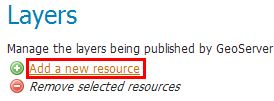 Layers
Manage the layers being published by GeoServer
Add a new resource
Remove selected resources